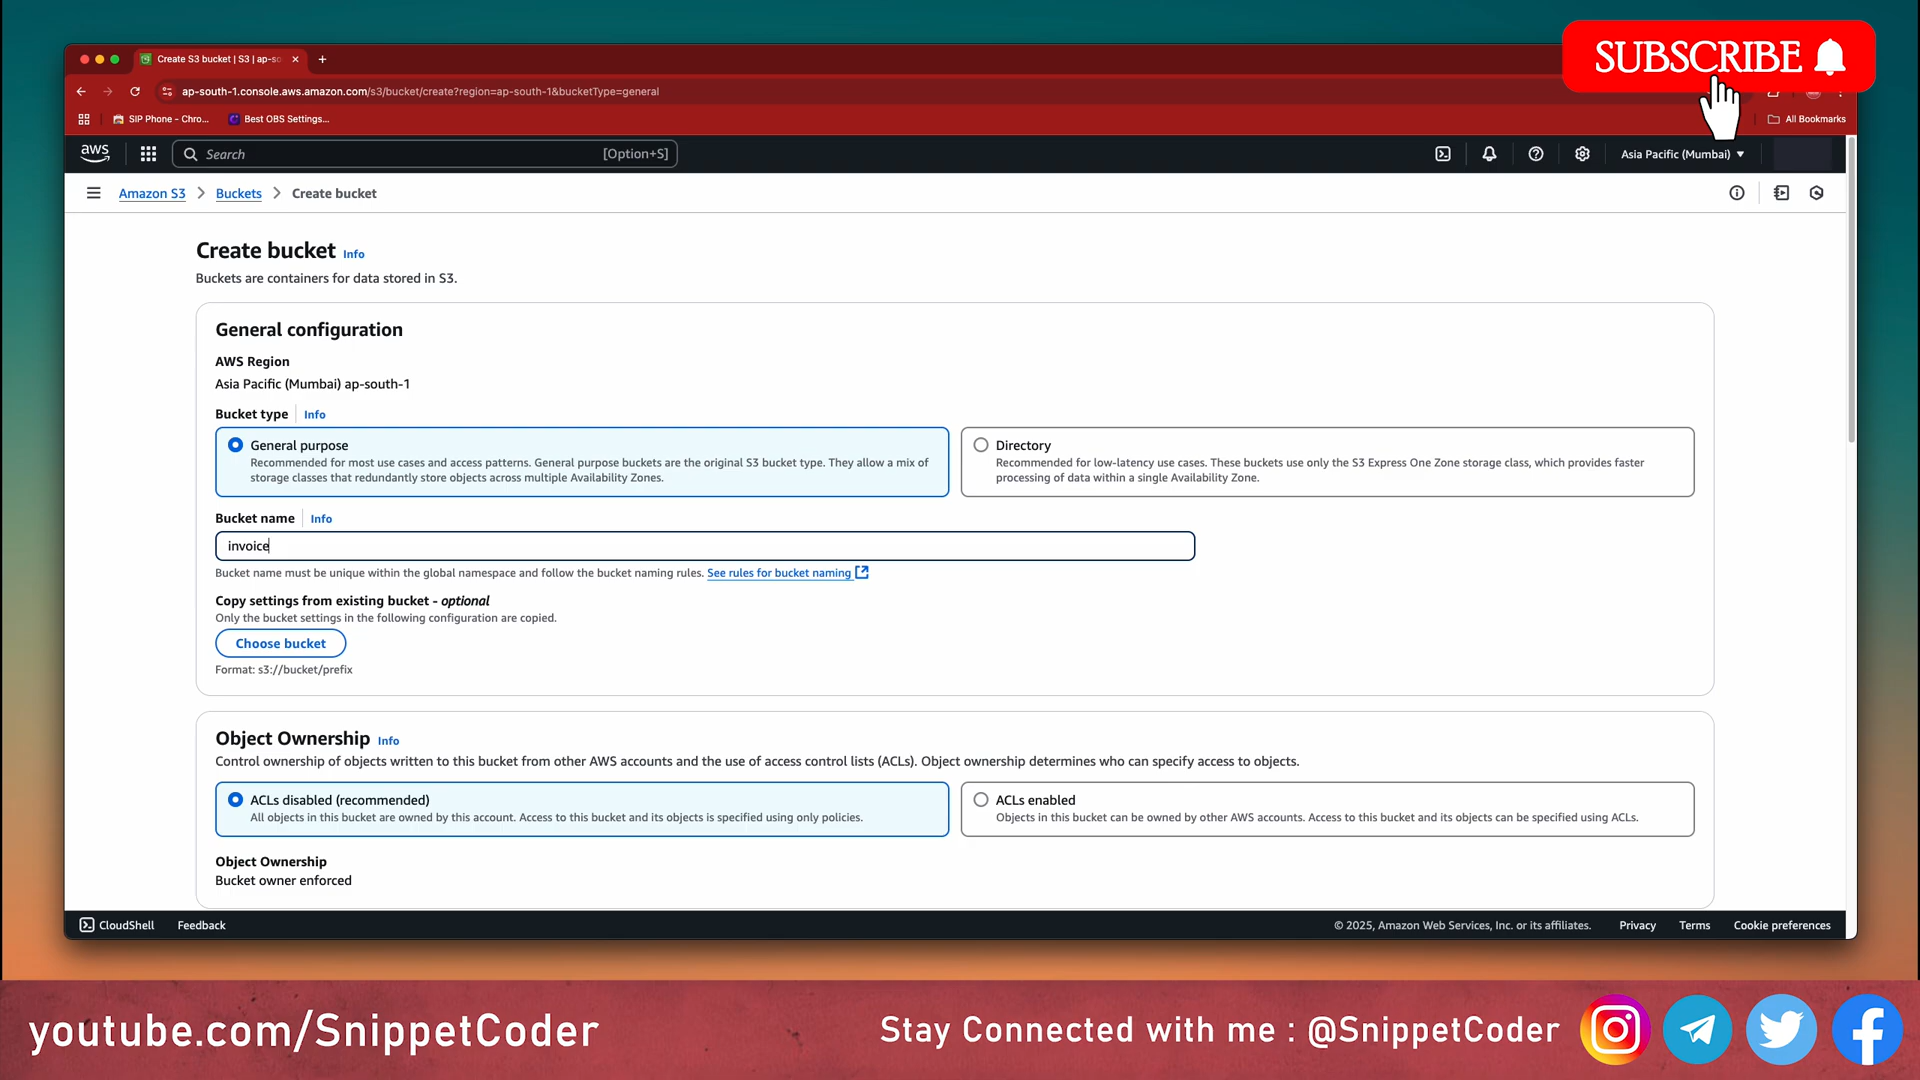 SUBSCRIBE
Create S3 bucket | S3 | ap-so
ap-south-1.console.aws.amazon.com/s3/bucket/create?region=ap-south-1&bucketType=general
SIP Phone - Chro...
Best OBS Settings...
All Bookmarks
aws
Search
[Option+S]
Asia Pacific (Mumbai)
Amazon S3
Buckets
Create bucket
Create bucket Info
Buckets are containers for data stored in S3.
General configuration
AWS Region
Asia Pacific (Mumbai) ap-south-1
Bucket type Info
General purpose
Recommended for most use cases and access patterns. General purpose buckets are the original S3 bucket type. They allow a mix of
storage classes that redundantly store objects across multiple Availability Zones.
Directory
Recommended for low-latency use cases. These buckets use only the S3 Express One Zone storage class, which provides faster
processing of data within a single Availability Zone.
Bucket name Info
invoice
Bucket name must be unique within the global namespace and follow the bucket naming rules. See rules for bucket naming
Copy settings from existing bucket - optional
Only the bucket settings in the following configuration are copied.
Choose bucket
Format: s3://bucket/prefix
Object Ownership Info
Control ownership of objects written to this bucket from other AWS accounts and the use of access control lists (ACLs). Object ownership determines who can specify access to objects.
ACLs disabled (recommended)
All objects in this bucket are owned by this account. Access to this bucket and its objects is specified using only policies.
ACLs enabled
Objects in this bucket can be owned by other AWS accounts. Access to this bucket and its objects can be specified using ACLs.
Object Ownership
Bucket owner enforced
CloudShell
Feedback
© 2025, Amazon Web Services, Inc. or its affiliates.
Privacy
Terms
Cookie preferences
youtube.com/SnippetCoder
Stay Connected with me : @SnippetCoder